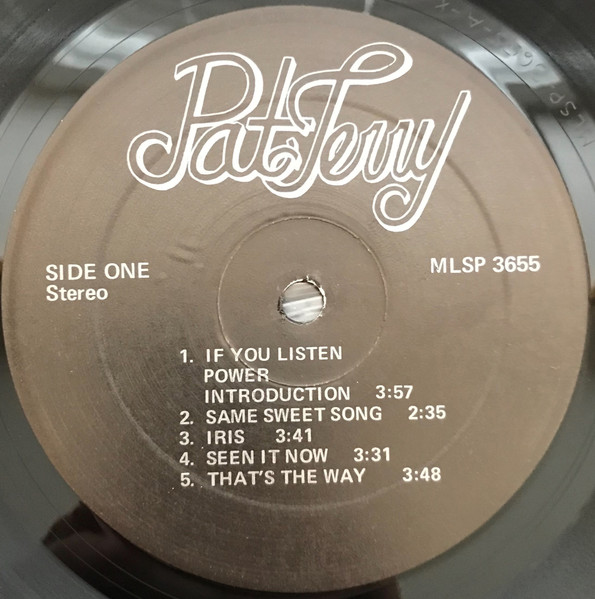 Pat Terry
SIDE ONE
Stereo
MLSP 3655
1. IF YOU LISTEN
POWER
INTRODUCTION 3:57
2. SAME SWEET SONG 2:35
3. IRIS 3:41
4. SEEN IT NOW 3:31
5. THAT'S THE WAY 3:48